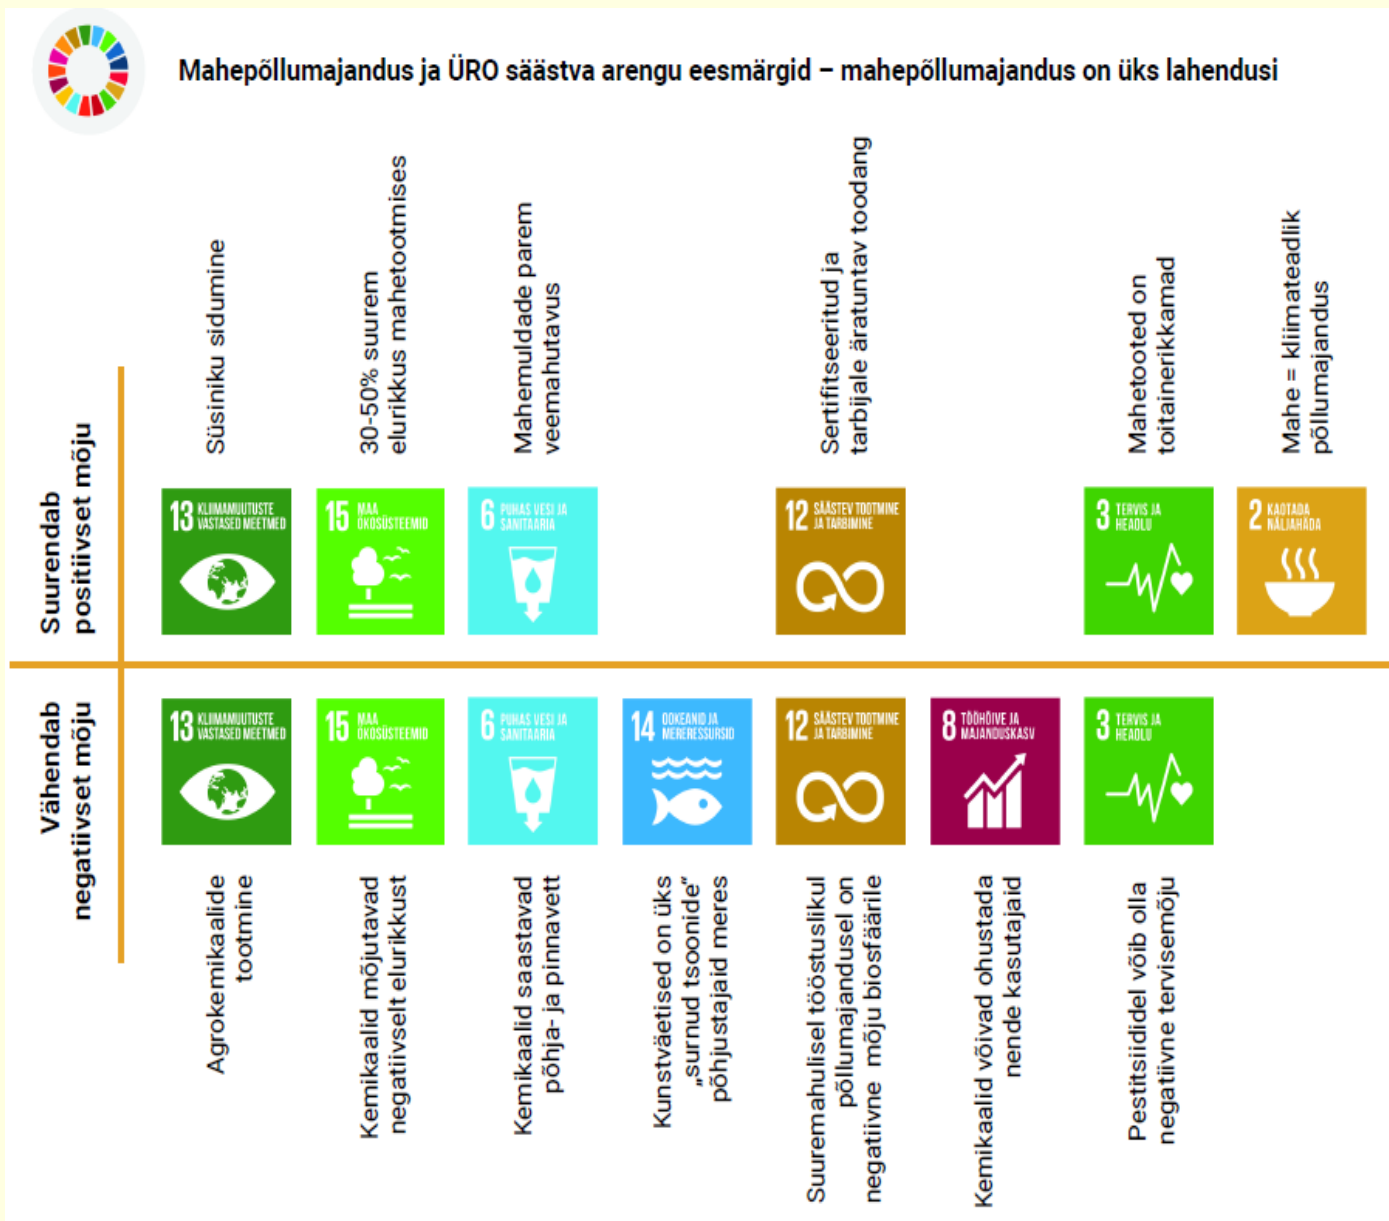 Mahepõllumajandus ja ÜRO säästva arengu eesmärgid – mahepõllumajandus on üks lahendusi
Suurendab
positiivset mõju
Süsiniku sidumine
30-50% suurem
elurikkus mahetootmises
Mahemuldade parem
veemahutavus
Sertifitseeritud ja
tarbijale äratuntav toodang
Mahetooted on
toitainerikkamad
Mahe = kliimateadlik
põllumajandus
13 KLIIMAMUUTUSTE
VASTASED MEETMED
15 MAA
ÖKOSÜSTEEMID
6 PUHAS VESI JA
SANITAARIA
12 SÄÄSTEV TOOTMINE
JA TARBIMINE
3 TERVIS JA
HEAOLU
2 KAOTADA
NÄLJAHÄDA
Vähendab
negatiivset mõju
13 KLIIMAMUUTUSTE
VASTASED MEETMED
15 MAA
ÖKOSÜSTEEMID
6 PUHAS VESI JA
SANITAARIA
14 OOKEANID JA
MERERESSURSID
12 SÄÄSTEV TOOTMINE
JA TARBIMINE
8 TÖÖHÕIVE JA
MAJANDUSKASV
3 TERVIS JA
HEAOLU
Agrokemikaalide
tootmine
Kemikaalid mõjutavad
negatiivselt elurikkust
Kemikaalid saastavad
põhja- ja pinnavett
Kunstväetised on üks
„surnud tsoonide“
põhjustajaid meres
Suuremahulisel tööstuslikul
põllumajandusel on
negatiivne mõju biosfäärile
Kemikaalid võivad ohustada
nende kasutajaid
Pestitsiididel võib olla
negatiivne tervisemõju